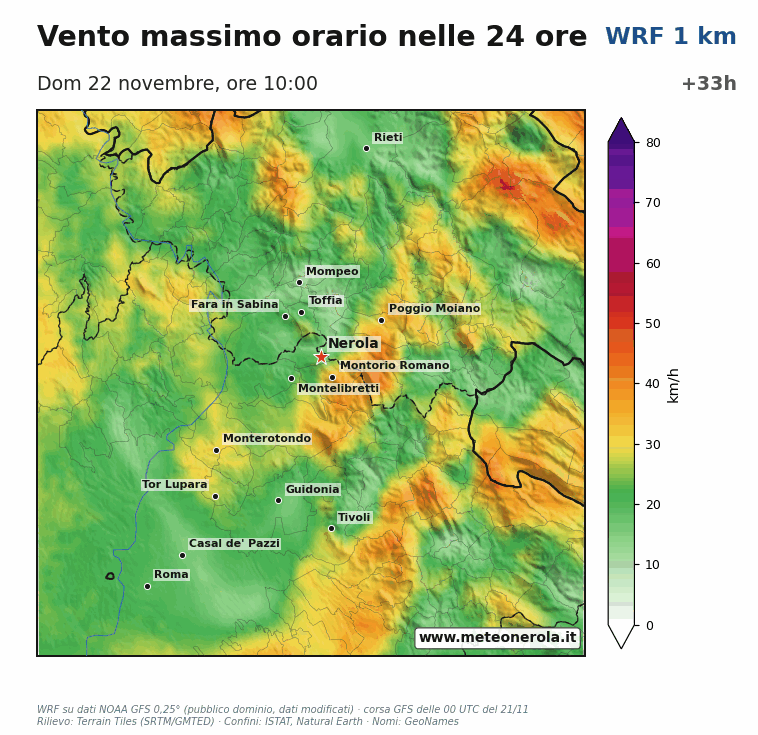 Vento massimo orario nelle 24 ore WRF 1 km
Dom 22 novembre, ore 10:00 +33h
Rieti
Mompeo
Toffia
Fara in Sabina
Poggio Moiano
Nerola
Montorio Romano
Montelibretti
Monterotondo
Tor Lupara
Guidonia
Tivoli
Casal de' Pazzi
Roma
www.meteonerola.it
80
70
60
50
40
30
20
10
0
km/h
WRF su dati NOAA GFS 0,25° (pubblico dominio, dati modificati) · corsa GFS delle 00 UTC del 21/11
Rilievo: Terrain Tiles (SRTM/GMTED) · Confini: ISTAT, Natural Earth · Nomi: GeoNames